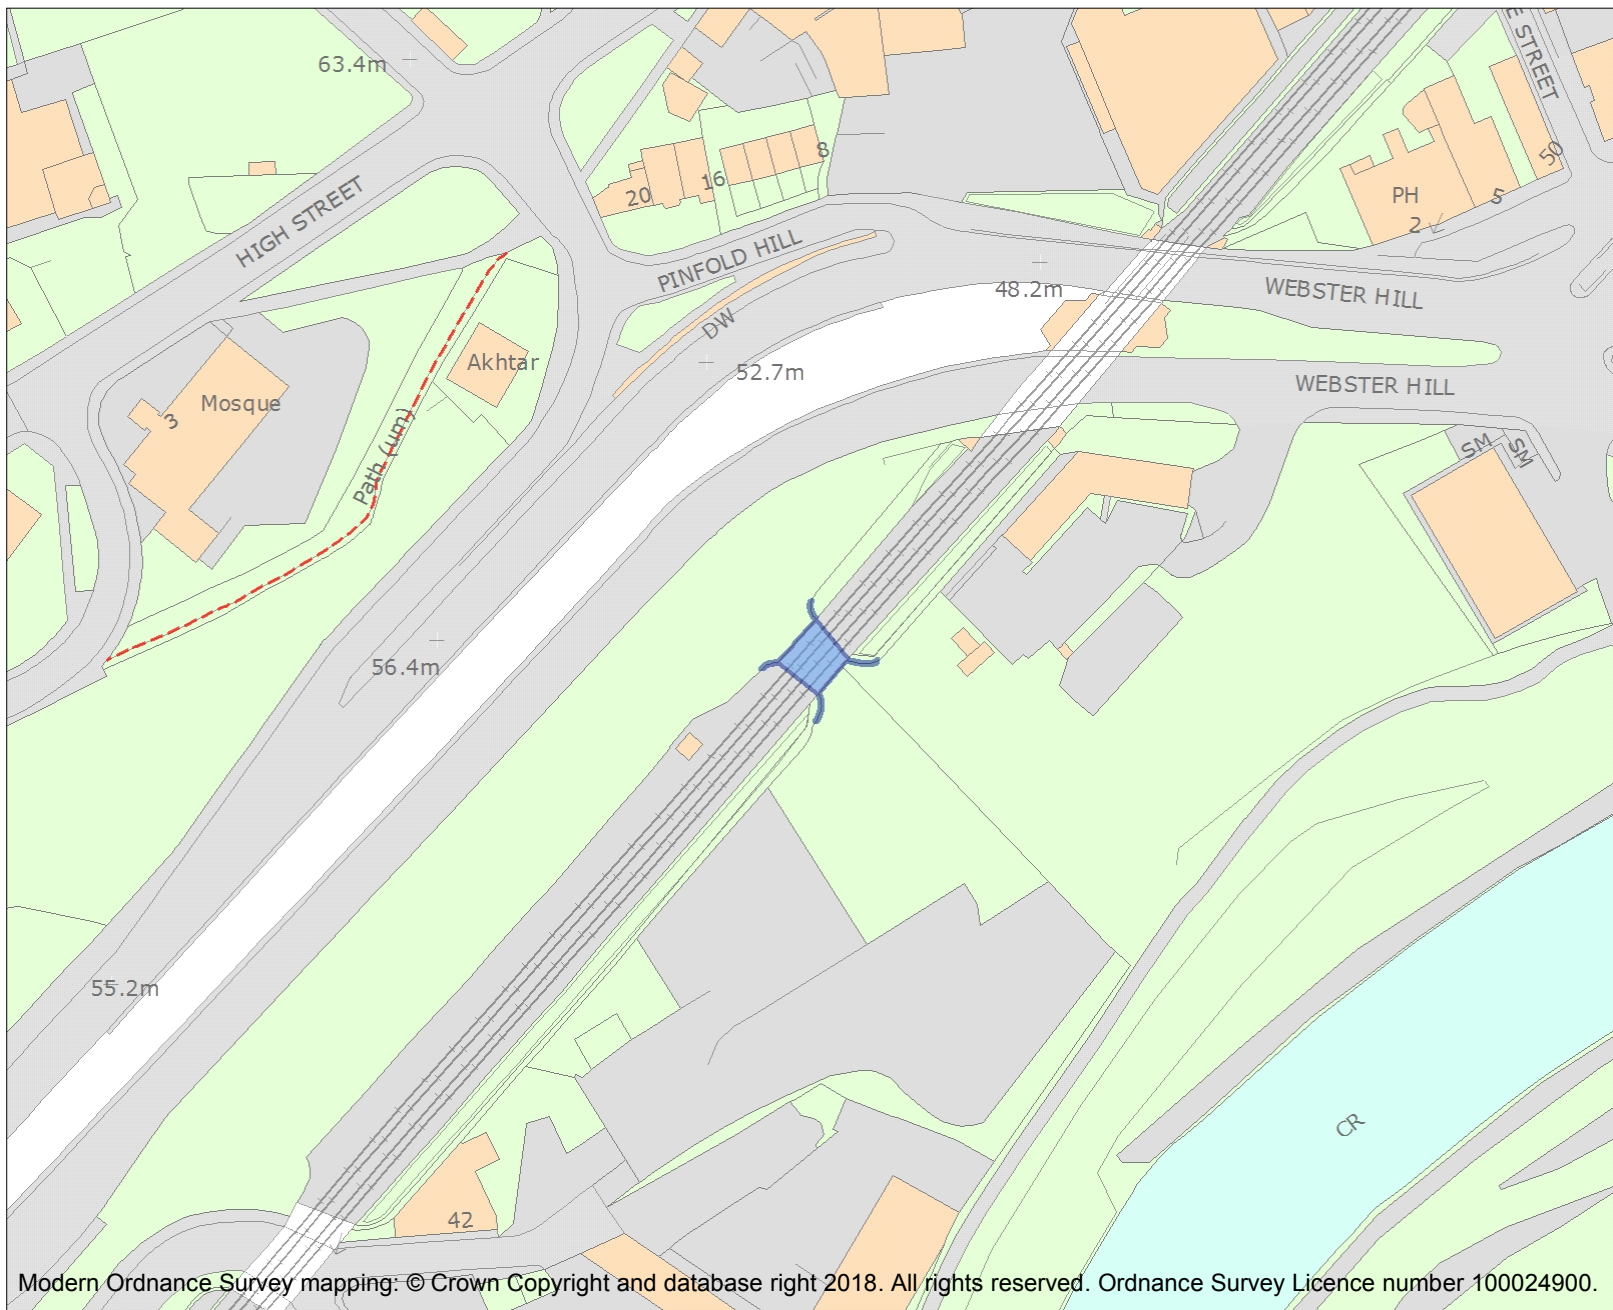 63.4m
E STREET
8
16
20
50
PH
5
2
HIGH STREET
PINFOLD HILL
48.2m
WEBSTER HILL
DW
52.7m
Akhtar
WEBSTER HILL
Mosque
3
Path (um)
SM
SM
56.4m
55.2m
CR
42
Modern Ordnance Survey mapping: © Crown Copyright and database right 2018. All rights reserved. Ordnance Survey Licence number 100024900.